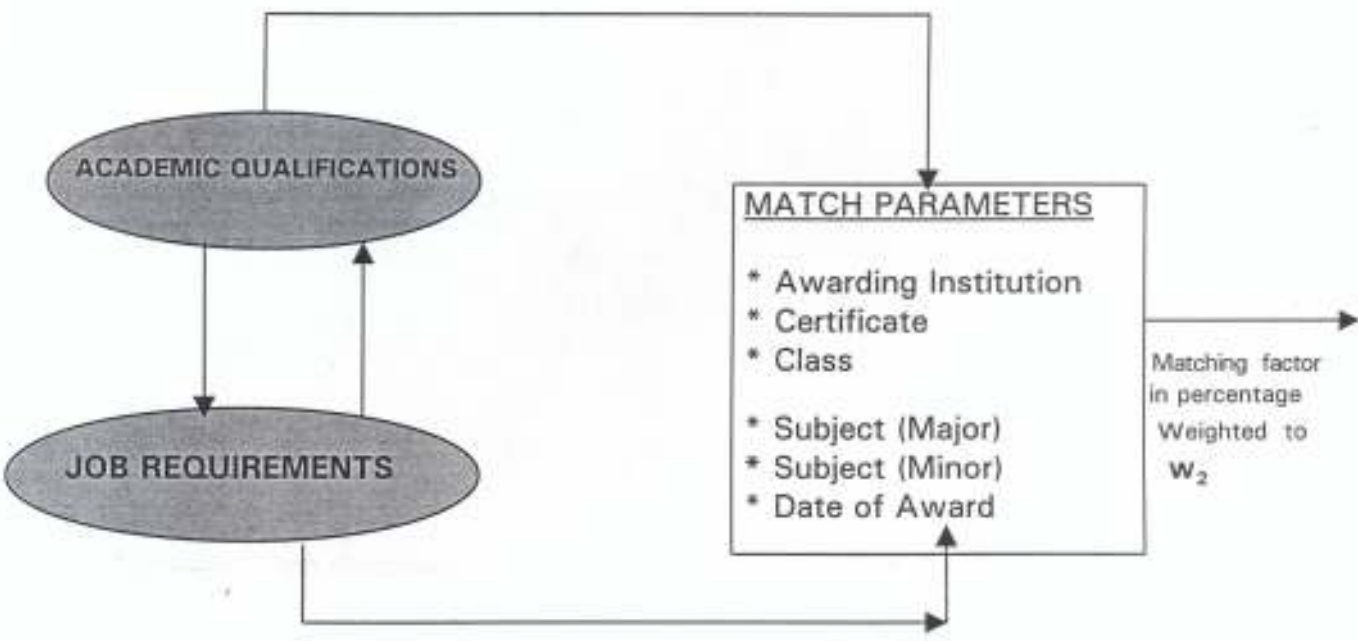 ACADEMIC QUALIFICATIONS
JOB REQUIREMENTS
MATCH PARAMETERS
* Awarding Institution
* Certificate
* Class
* Subject (Major)
* Subject (Minor)
* Date of Award
Matching factor
in percentage
Weighted to
W₂